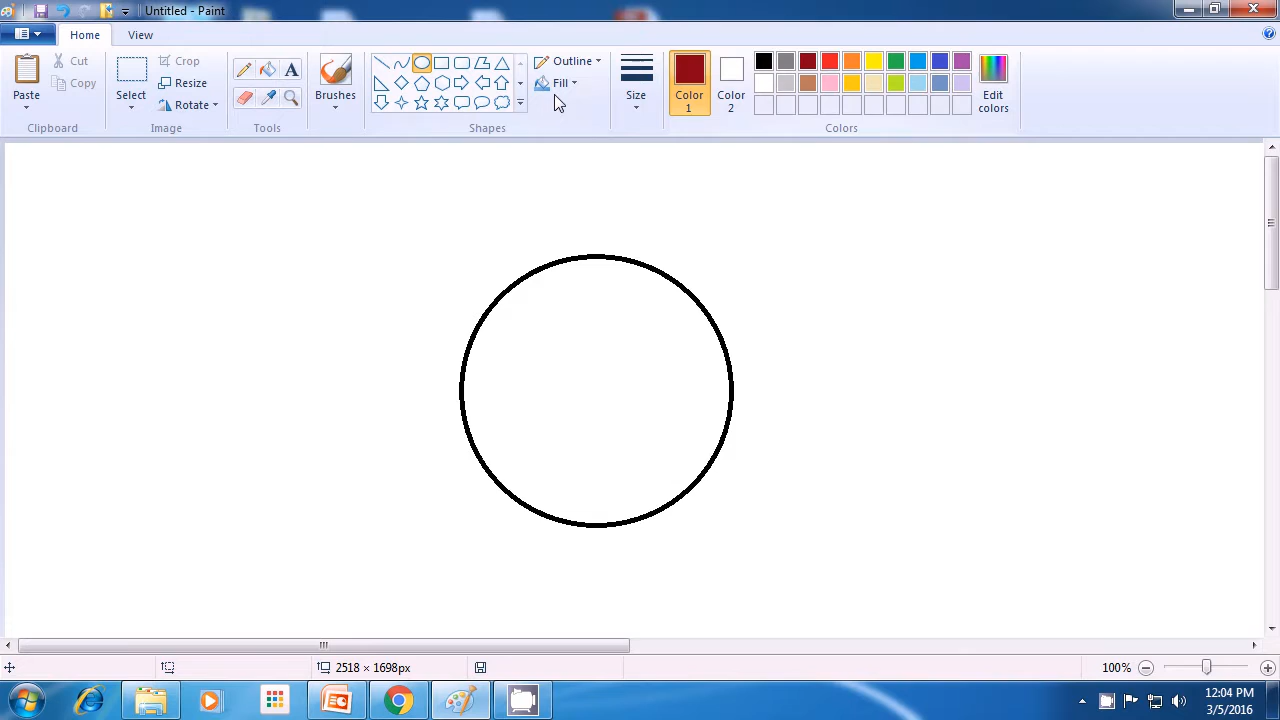 Untitled - Paint
Home View
Paste
Cut
Copy
Clipboard
Select
Crop
Resize
Rotate
Image
A
Tools
Brushes
Outline
Fill
Shapes
Size
Color 1
Color 2
Edit colors
Colors
2518 × 1698px
100%
12:04 PM
3/5/2016